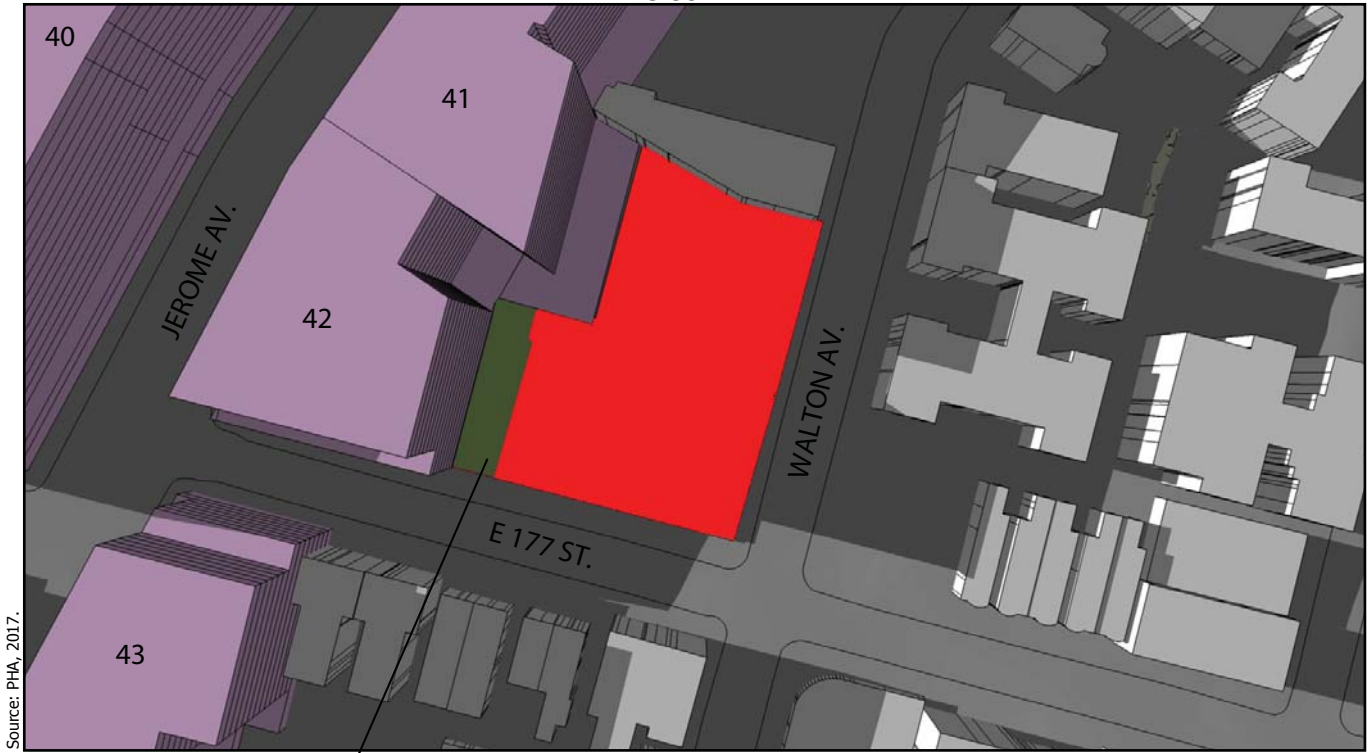 40
41
JEROME AV.
42
WALTON AV.
E 177 ST.
43
Source: PHA, 2017.